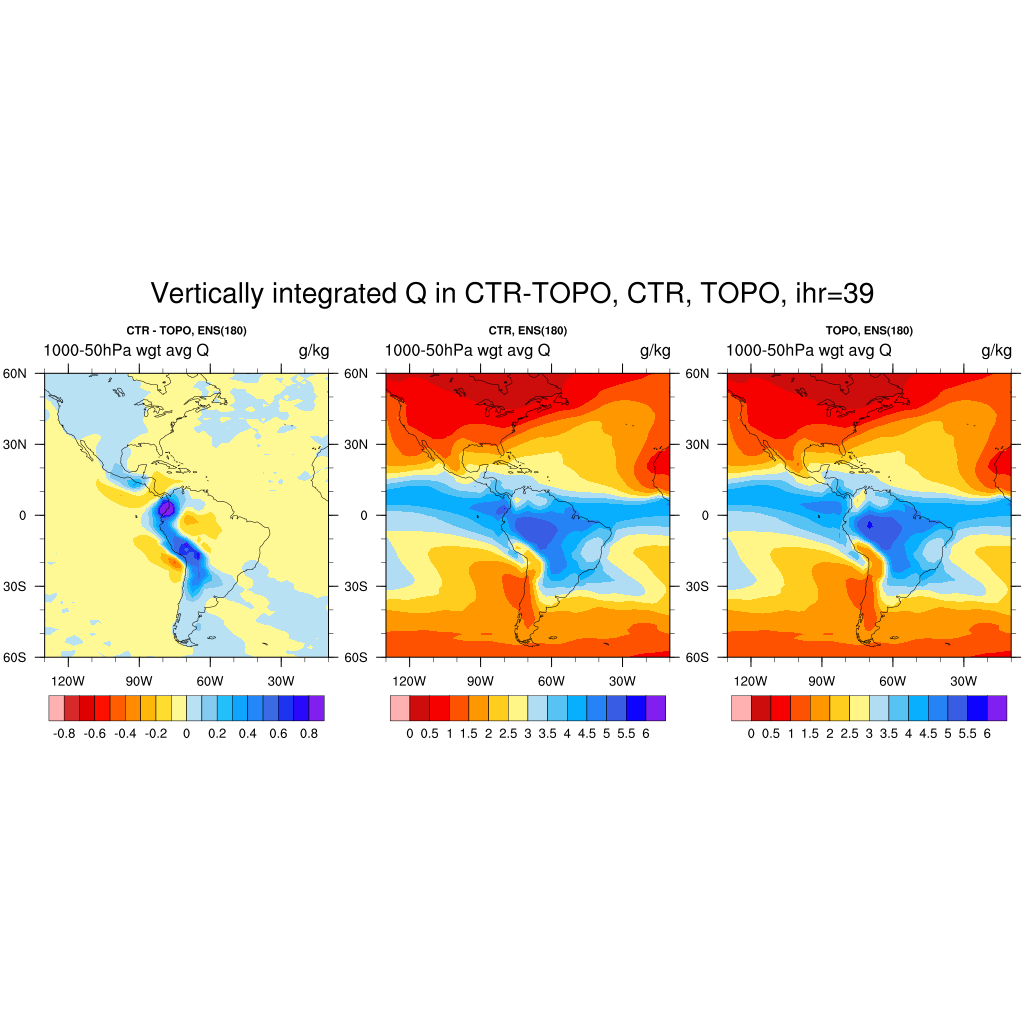 Vertically integrated Q in CTR-TOPO, CTR, TOPO, ihr=39
CTR - TOPO, ENS(180)
1000-50hPa wgt avg Q g/kg
60N
30N
0
30S
60S
120W 90W 60W 30W
-0.8 -0.6 -0.4 -0.2 0 0.2 0.4 0.6 0.8
CTR, ENS(180)
1000-50hPa wgt avg Q g/kg
60N
30N
0
30S
60S
120W 90W 60W 30W
0 0.5 1 1.5 2 2.5 3 3.5 4 4.5 5 5.5 6
TOPO, ENS(180)
1000-50hPa wgt avg Q g/kg
60N
30N
0
30S
60S
120W 90W 60W 30W
0 0.5 1 1.5 2 2.5 3 3.5 4 4.5 5 5.5 6